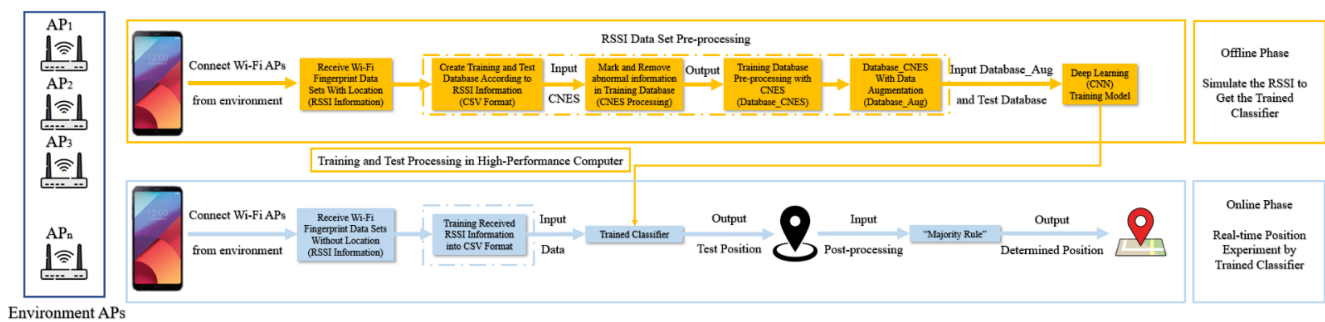 AP1
AP2
AP3
APn
Environment APs
RSSI Data Set Pre-processing
Connect Wi-Fi APs
from environment
Receive Wi-Fi
Fingerprint Data
Sets With Location
(RSSI Information)
Create Training and Test
Database According to
RSSI Information
(CSV Format)
Input
CNES
Mark and Remove
abnormal information
in Training Database
(CNES Processing)
Output
Training Database
Pre-processing with
CNES
(Database_CNES)
Database_CNES
With Data
Augmentation
(Database_Aug)
Input Database_Aug
and Test Database
Deep Learning
(CNN)
Training Model
Offline Phase
Simulate the RSSI to
Get the Trained
Classifier
Training and Test Processing in High-Performance Computer
Connect Wi-Fi APs
from environment
Receive Wi-Fi
Fingerprint Data Sets
Without Location
(RSSI Information)
Training Received
RSSI Information
into CSV Format
Input
Data
Trained Classifier
Output
Test Position
Input
Post-processing
"Majority Rule"
Output
Determined Position
Online Phase
Real-time Position
Experiment by
Trained Classifier